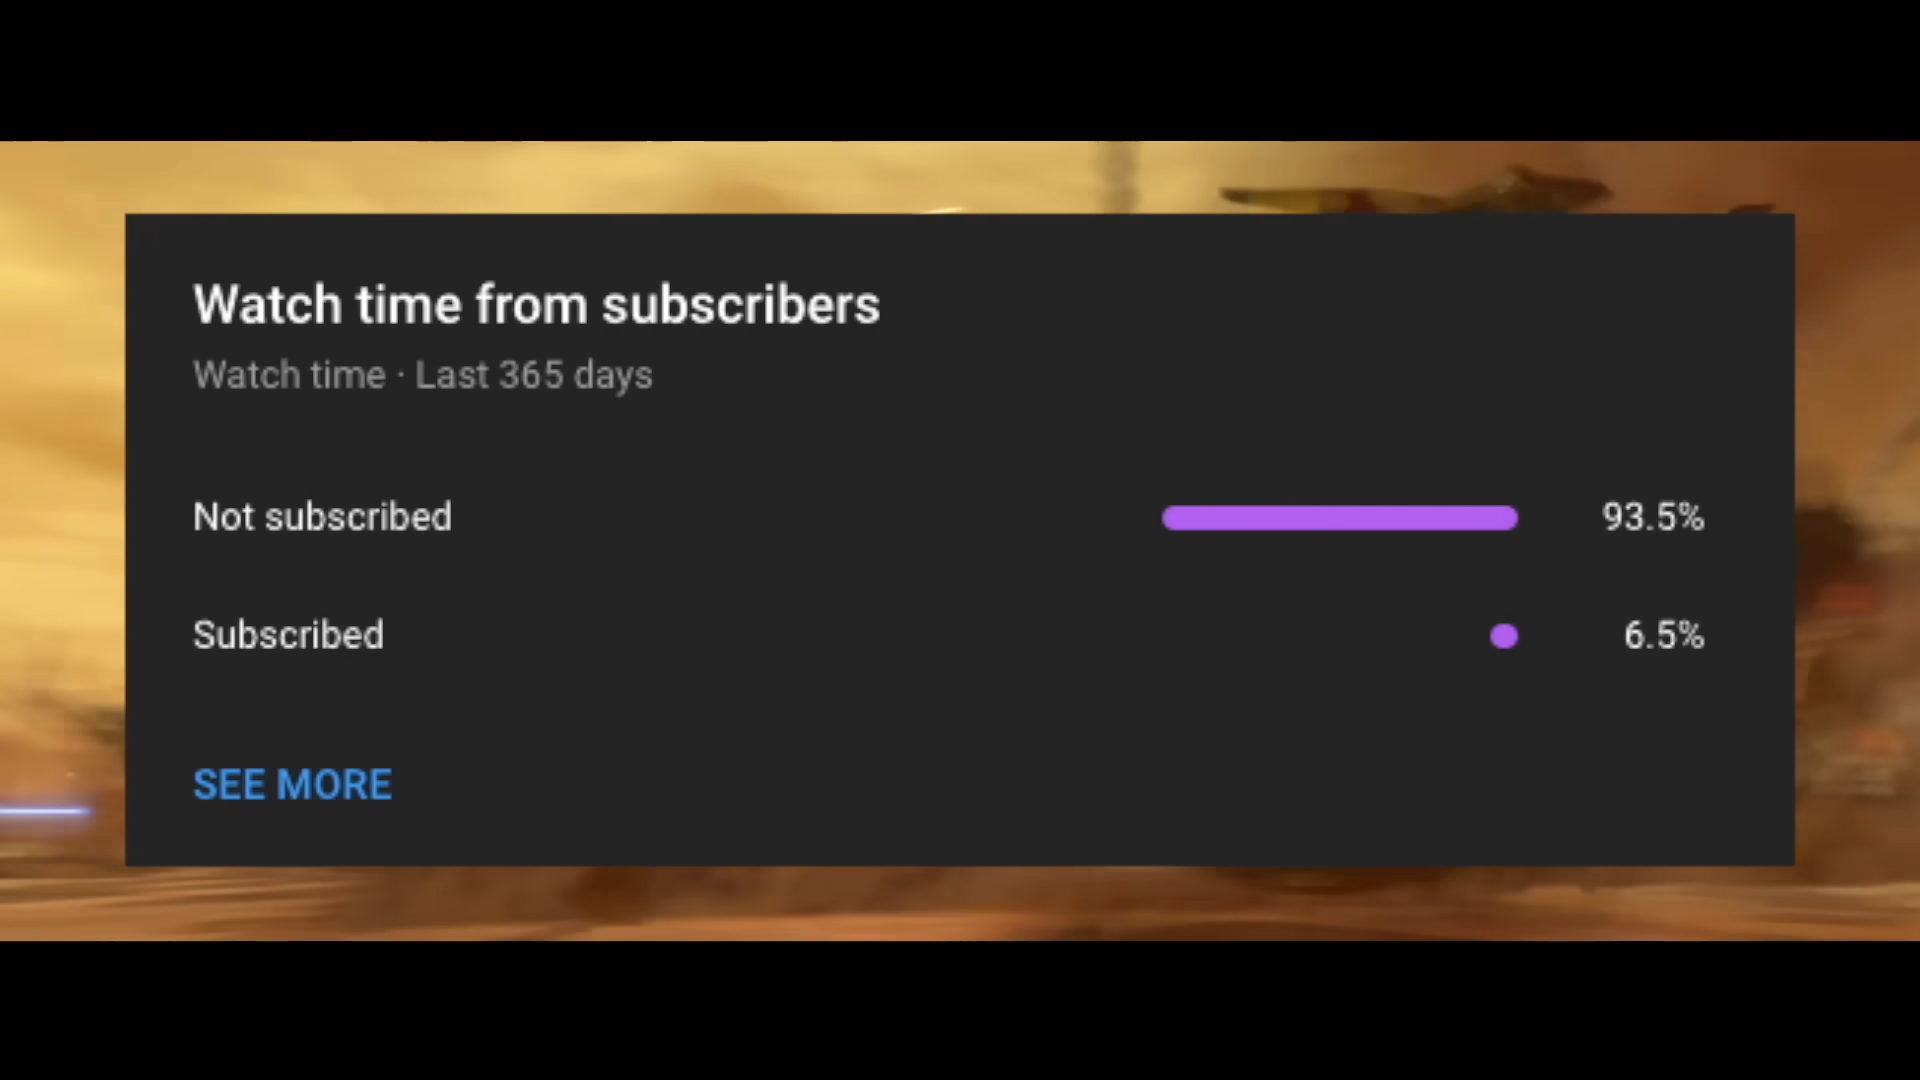 Watch time from subscribers
Watch time · Last 365 days
Not subscribed 93.5%
Subscribed 6.5%
SEE MORE